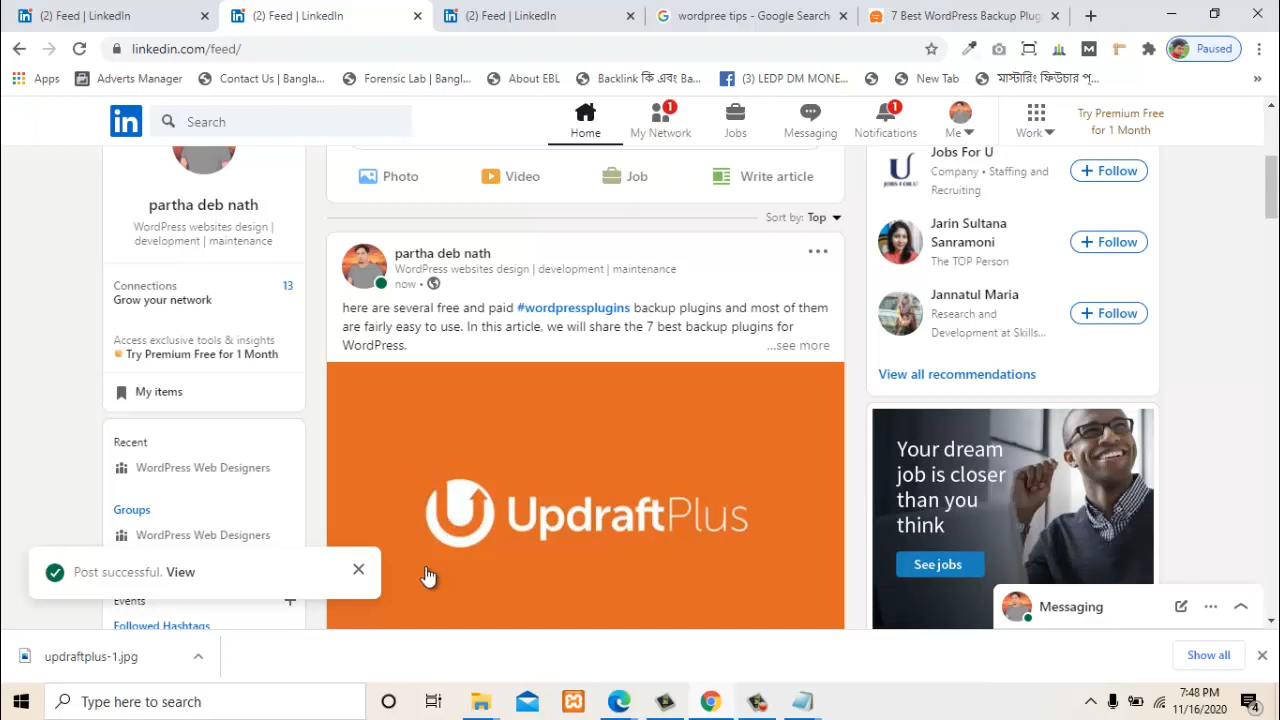 (2) Feed | LinkedIn
(2) Feed | LinkedIn
(2) Feed | LinkedIn
wordpree tips - Google Search
7 Best WordPress Backup Plug
linkedin.com/feed/
Paused
Apps
Adverts Manager
Contact Us | Bangla...
Forensic Lab | Bangl...
About EBL
Backlink কি এবং Ba...
(3) LEDP DM MONE...
New Tab
মাস্টারিং ফিউচার প্...
»
in
Search
Home
1
My Network
Jobs
Messaging
1
Notifications
Me
Work
Try Premium Free
for 1 Month
partha deb nath
WordPress websites design |
development | maintenance
Connections 13
Grow your network
Access exclusive tools & insights
Try Premium Free for 1 Month
My items
Recent
WordPress Web Designers
Groups
WordPress Web Designers
Events +
Followed Hashtags
Post successful. View
Photo
Video
Job
Write article
Sort by: Top
partha deb nath
WordPress websites design | development | maintenance
now •
here are several free and paid #wordpressplugins backup plugins and most of them
are fairly easy to use. In this article, we will share the 7 best backup plugins for
WordPress.
...see more
UpdraftPlus
Jobs For U
JOBS FOR U
Company • Staffing and
Recruiting
+ Follow
Jarin Sultana
Sanramoni
The TOP Person
+ Follow
Jannatul Maria
Research and
Development at Skills...
+ Follow
View all recommendations
Your dream
job is closer
than you
think
See jobs
Messaging
updraftplus-1.jpg
Show all
Type here to search
7:48 PM
11/16/2020
4